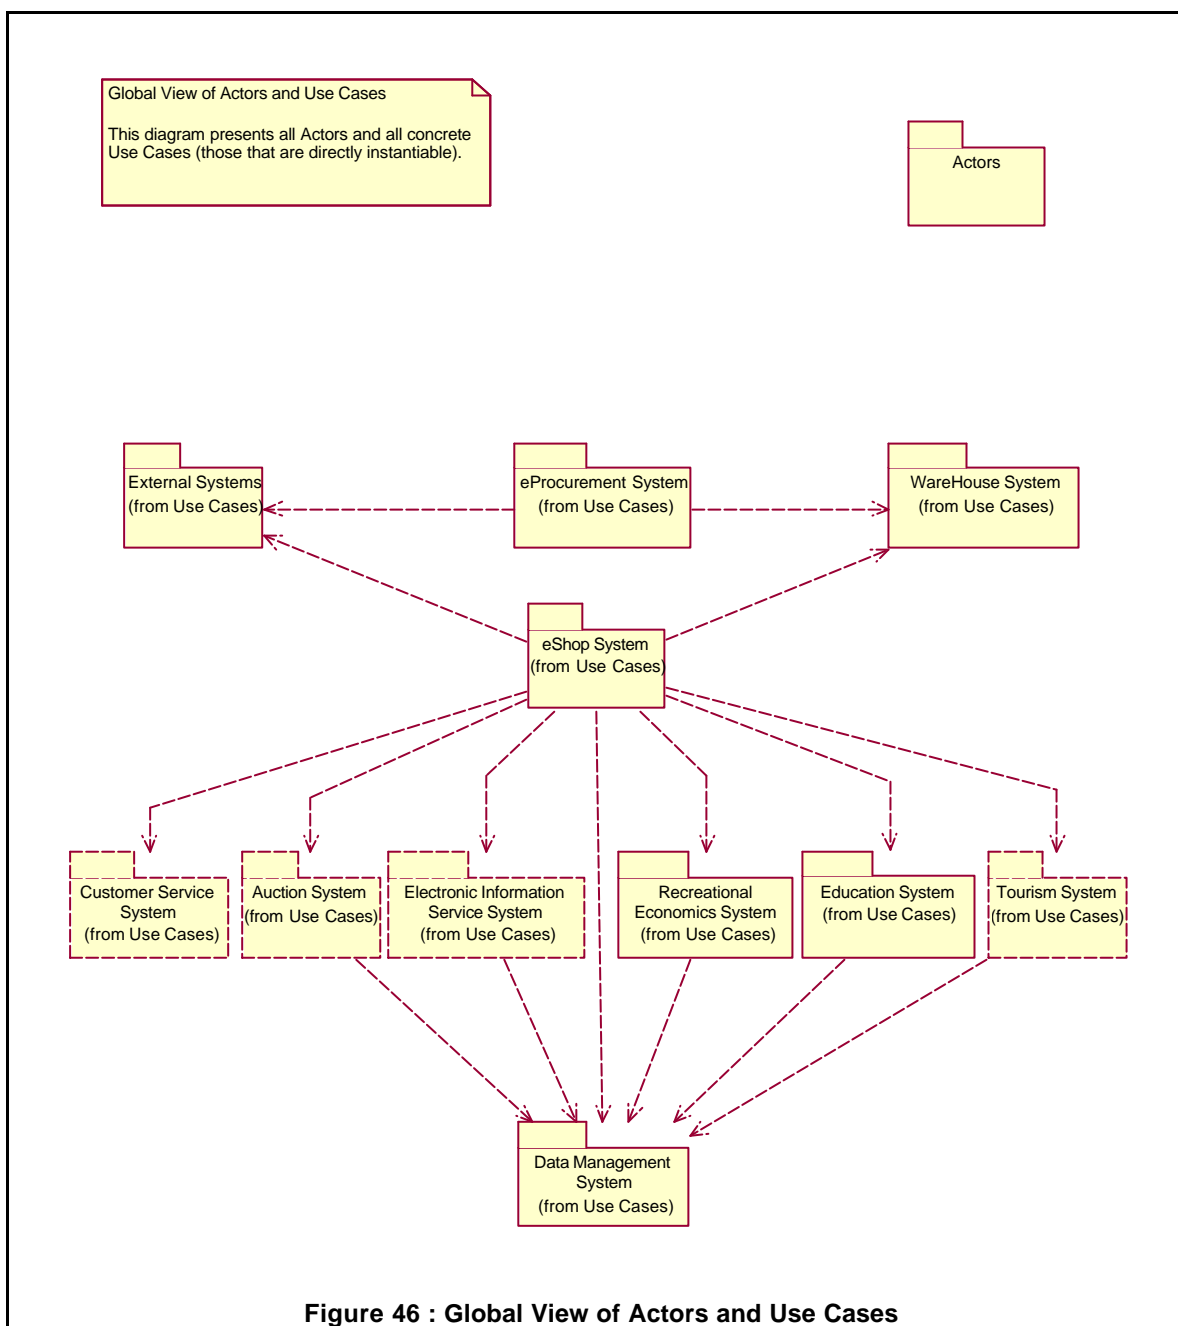 Global View of Actors and Use Cases
This diagram presents all Actors and all concrete
Use Cases (those that are directly instantiable).
Actors
External Systems
(from Use Cases)
eProcurement System
(from Use Cases)
WareHouse System
(from Use Cases)
eShop System
(from Use Cases)
Customer Service
System
(from Use Cases)
Auction System
(from Use Cases)
Electronic Information
Service System
(from Use Cases)
Recreational
Economics System
(from Use Cases)
Education System
(from Use Cases)
Tourism System
(from Use Cases)
Data Management
System
(from Use Cases)
Figure 46 : Global View of Actors and Use Cases